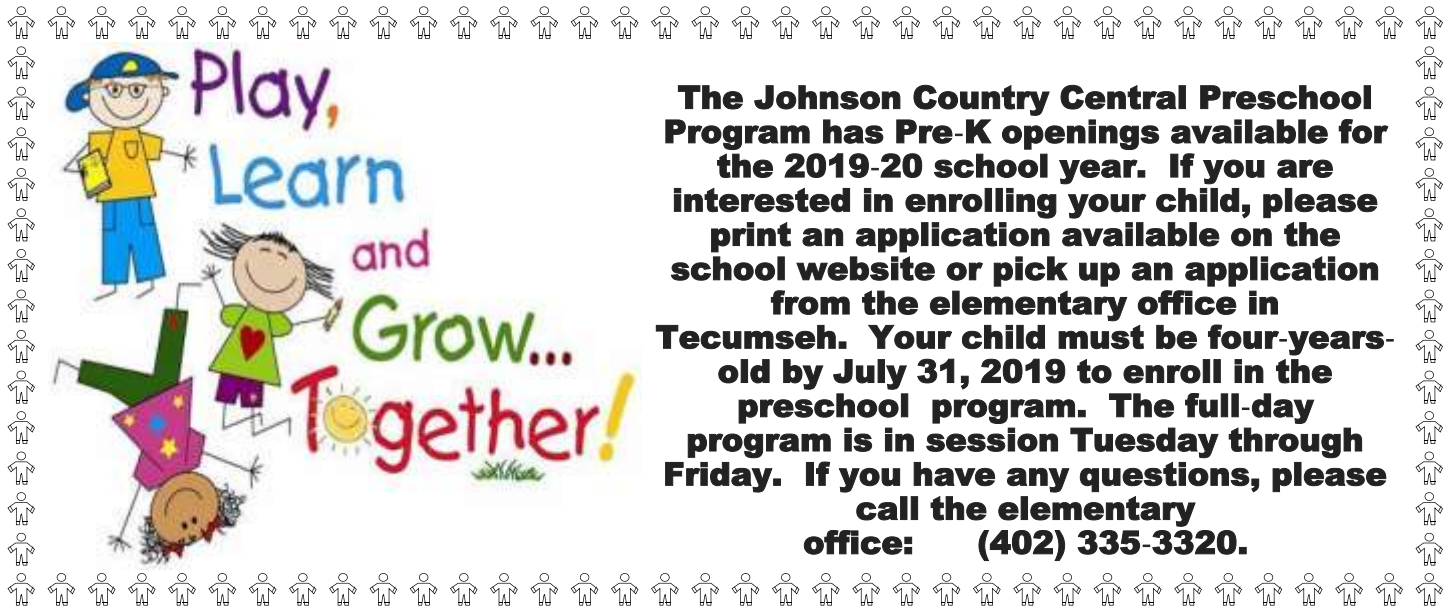 Play,
Learn
and
Grow...
Together!
The Johnson Country Central Preschool
Program has Pre-K openings available for
the 2019-20 school year.  If you are
interested in enrolling your child, please
print an application available on the
school website or pick up an application
from the elementary office in
Tecumseh.  Your child must be four-years-
old by July 31, 2019 to enroll in the
preschool  program.  The full-day
program is in session Tuesday through
Friday.  If you have any questions, please
call the elementary
office:      (402) 335-3320.